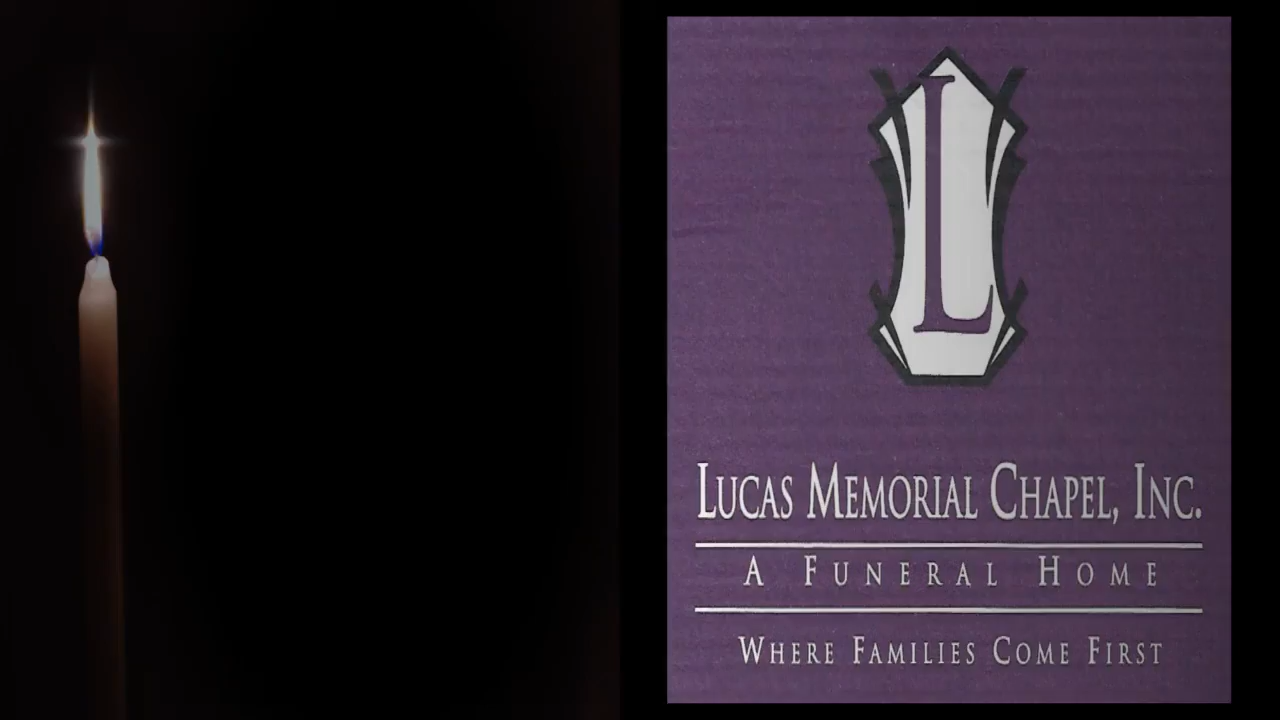 L
LUCAS MEMORIAL CHAPEL, INC.
A FUNERAL HOME
WHERE FAMILIES COME FIRST